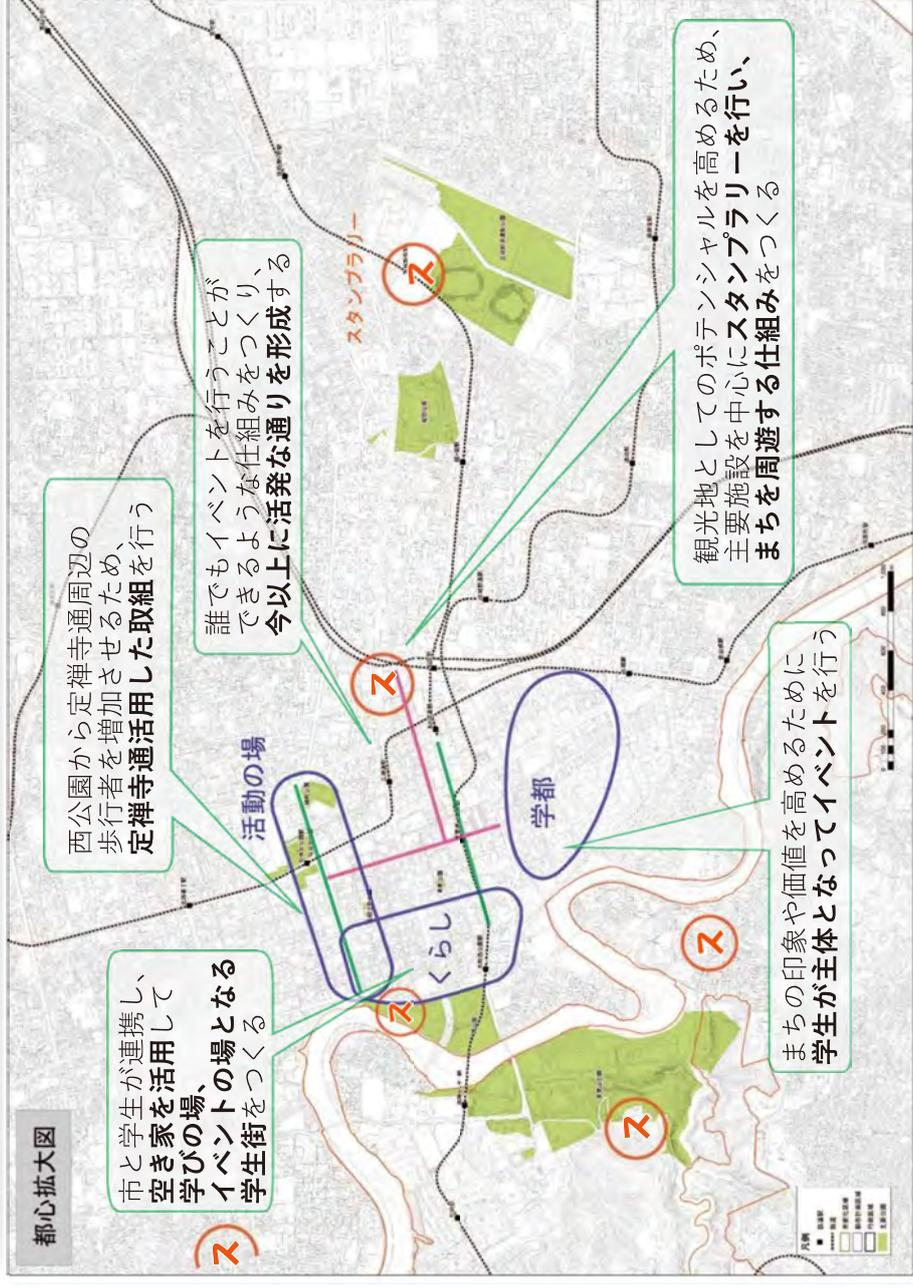 都心拡大図
市と学生が連携し、
空き家を活用して
学びの場、
イベントの場となる
学生街をつくる
西公園から定禅寺通周辺の
歩行者を増加させるため、
定禅寺通活用した取組を行う
誰でもイベントを行うことが
できるような仕組みをつくり、
今以上に活発な通りを形成する
ス
活動の場
ス
くらし
ス
学都
スタンプラリー
ス
ス
ス
まちの印象や価値を高めるために
学生が主体となってイベントを行う
観光地としてのポテンシャルを高めるため、
主要施設を中心にスタンプラリーを行い、
まちを周遊する仕組みをつくる
凡例